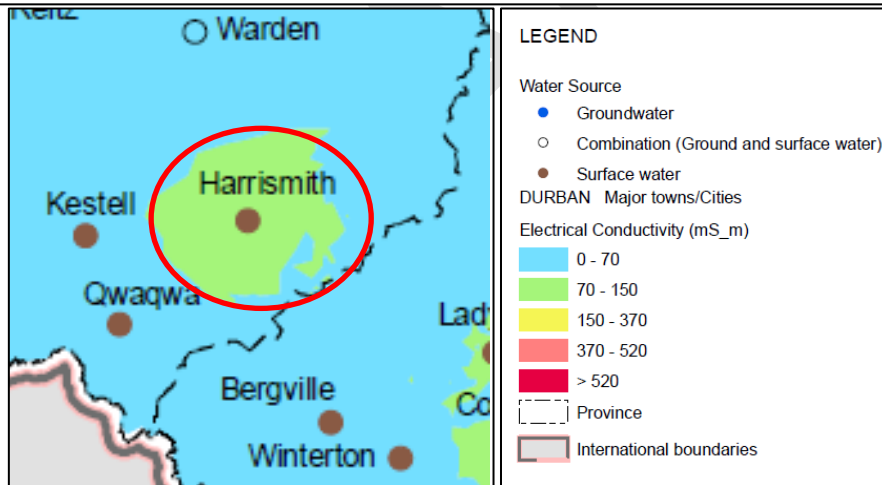 Warden
Harrismith
Kestell
Qwaqwa
Bergville
Winterton
LEGEND
Water Source
Groundwater
Combination (Ground and surface water)
Surface water
DURBAN Major towns/Cities
Electrical Conductivity (mS_m)
0 - 70
70 - 150
150 - 370
370 - 520
> 520
Province
International boundaries